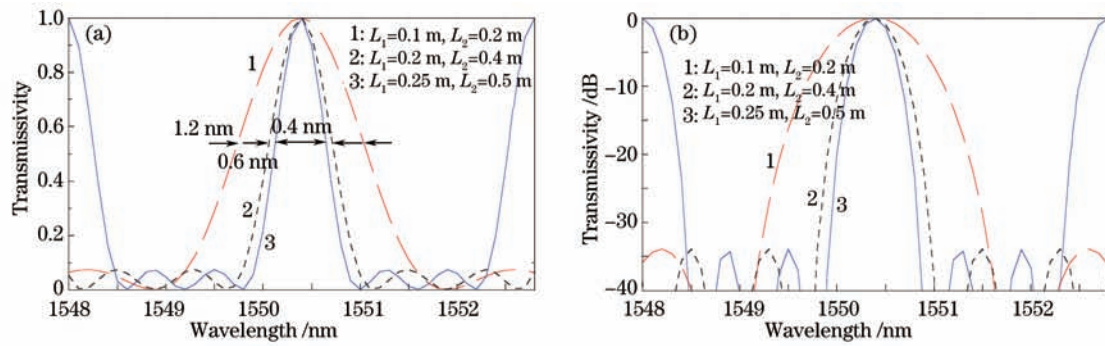 (a)
1: L₁=0.1 m, L₂=0.2 m
2: L₁=0.2 m, L₂=0.4 m
3: L₁=0.25 m, L₂=0.5 m
1
1.2 nm
0.4 nm
0.6 nm
2
3
1.0
0.8
0.6
0.4
0.2
0
Transmissivity
1548
1549
1550
1551
1552
Wavelength /nm
(b)
1: L₁=0.1 m, L₂=0.2 m
2: L₁=0.2 m, L₂=0.4 m
3: L₁=0.25 m, L₂=0.5 m
1
2
3
0
−10
−20
−30
−40
Transmissivity /dB
1548
1549
1550
1551
1552
Wavelength /nm